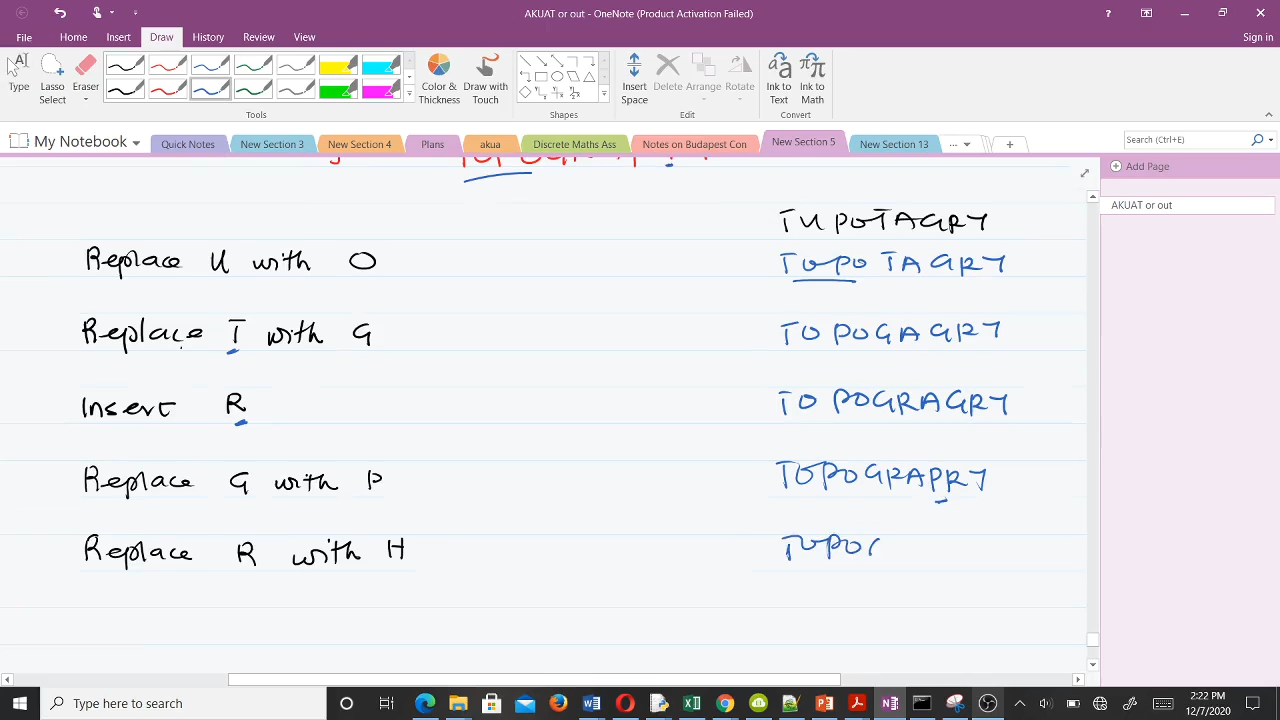 AKUAT or out - OneNote (Product Activation Failed)
File Home Insert Draw History Review View Sign in
Type Lasso Select Eraser Color & Thickness Draw with Touch Insert Space Delete Arrange Rotate Ink to Text Ink to Math
Tools Shapes Edit Convert
My Notebook Quick Notes New Section 3 New Section 4 Plans akua Discrete Maths Ass Notes on Budapest Con New Section 5 New Section 13 ... Search (Ctrl+E)
Add Page
AKUAT or out
TUPOTAGRY
Replace U with O TOPOTAGRY
Replace T with G TOPOGAGRY
Insert R TOPOGRAGRY
Replace G with P TOPOGRAPRY
Replace R with H TOPO
Type here to search
2:22 PM
12/7/2020